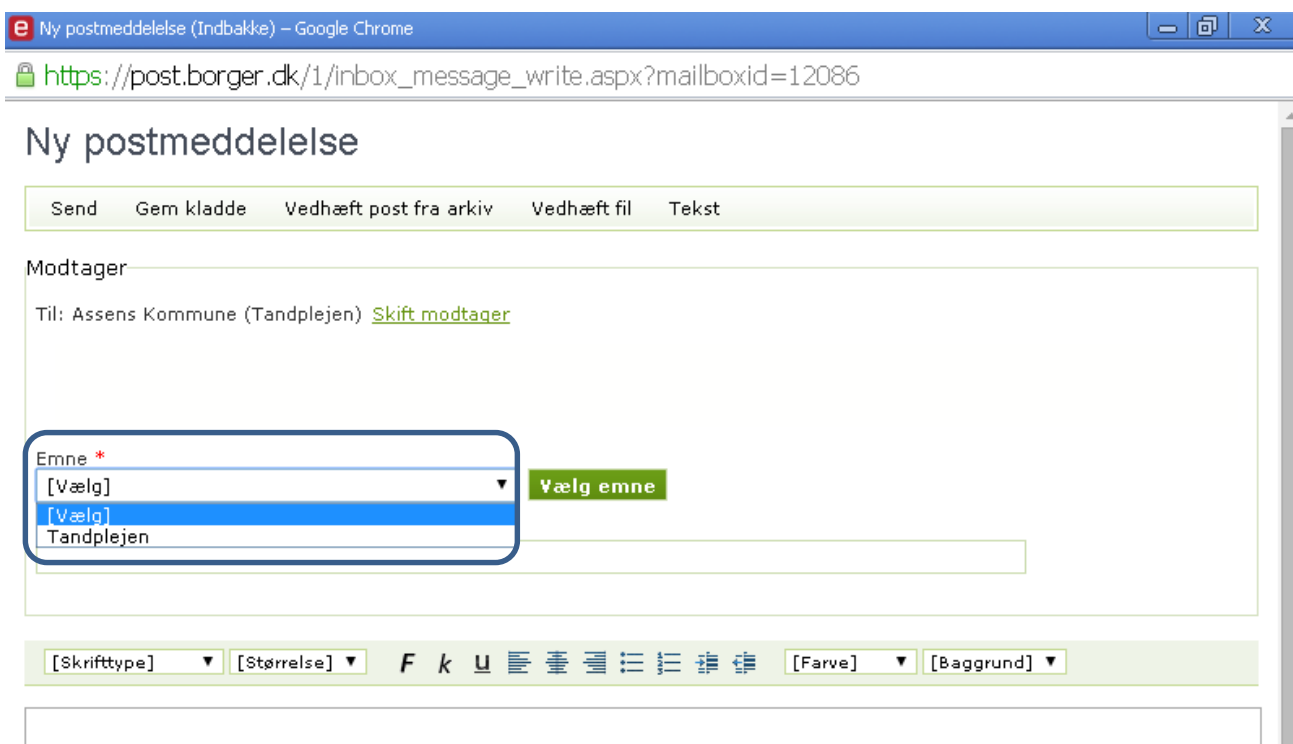 e Ny postmeddelelse (Indbakke) – Google Chrome
https://post.borger.dk/1/inbox_message_write.aspx?mailboxid=12086
Ny postmeddelelse
Send Gem kladde Vedhæft post fra arkiv Vedhæft fil Tekst
Modtager
Til: Assens Kommune (Tandplejen) Skift modtager
Emne *
[Vælg] Vælg emne
[Vælg]
Tandplejen
[Skrifttype] [Størrelse] F k u [Farve] [Baggrund]